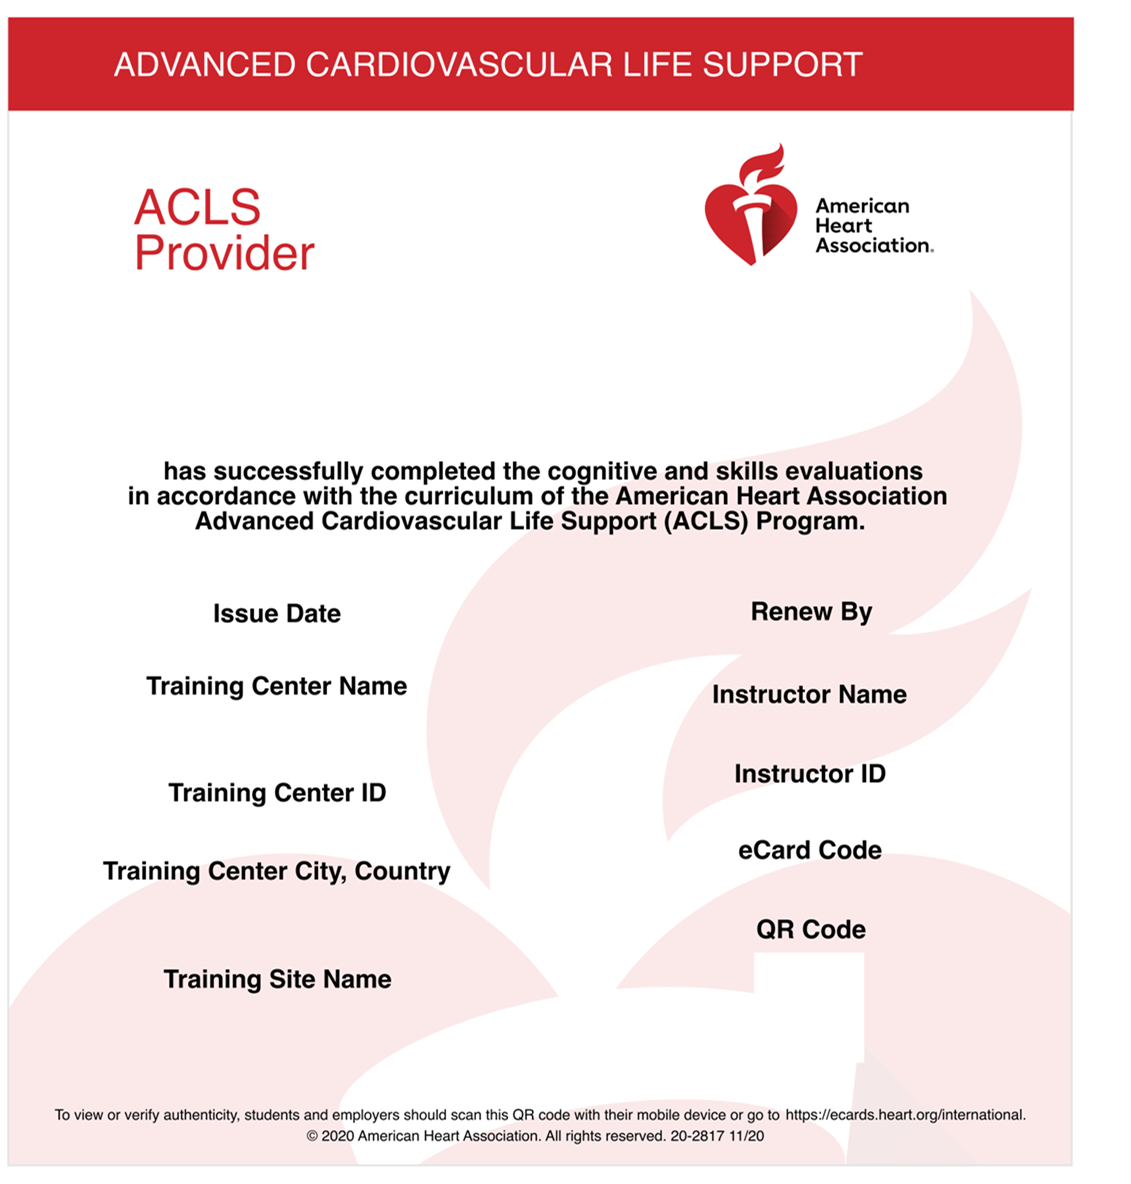 ADVANCED CARDIOVASCULAR LIFE SUPPORT
ACLS
Provider
American
Heart
Association.
has successfully completed the cognitive and skills evaluations
in accordance with the curriculum of the American Heart Association
Advanced Cardiovascular Life Support (ACLS) Program.
Issue Date
Training Center Name
Training Center ID
Training Center City, Country
Training Site Name
Renew By
Instructor Name
Instructor ID
eCard Code
QR Code
To view or verify authenticity, students and employers should scan this QR code with their mobile device or go to https://ecards.heart.org/international.
© 2020 American Heart Association. All rights reserved. 20-2817 11/20